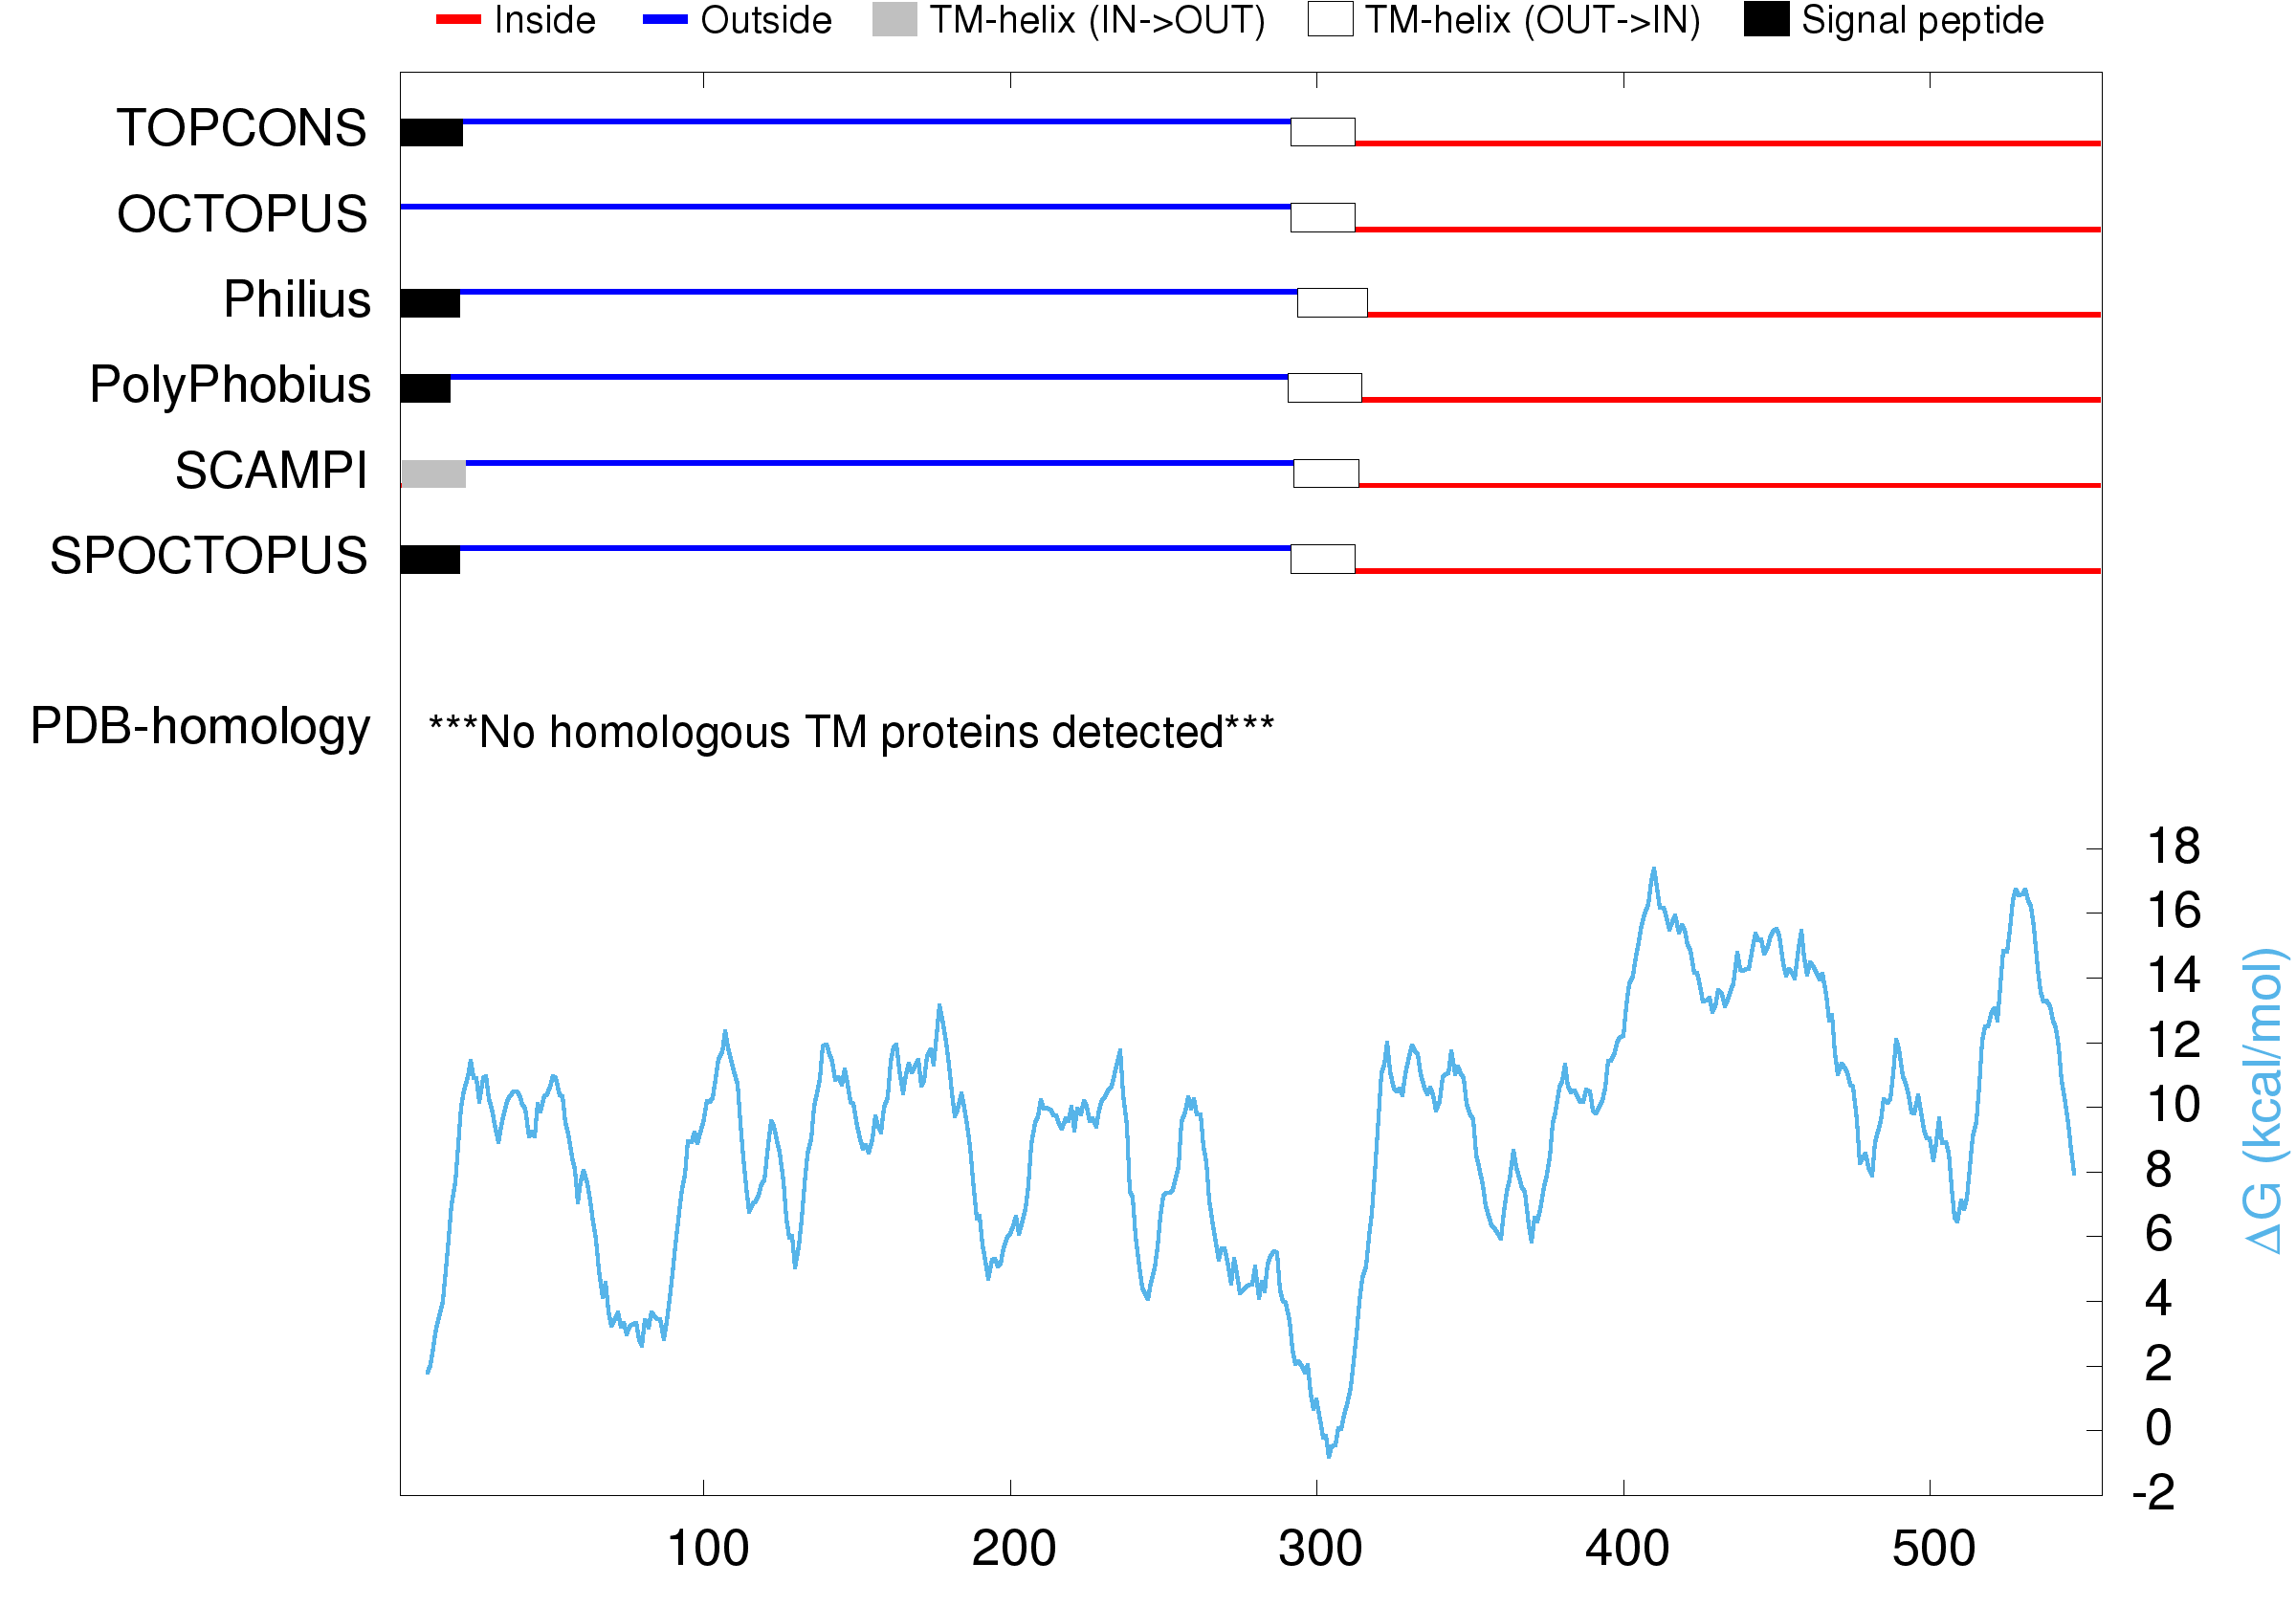 Inside Outside TM-helix (IN->OUT) TM-helix (OUT->IN) Signal peptide
TOPCONS
OCTOPUS
Philius
PolyPhobius
SCAMPI
SPOCTOPUS
PDB-homology ***No homologous TM proteins detected***
18
16
14
12
10
8
6
4
2
0
-2
ΔG (kcal/mol)
100 200 300 400 500